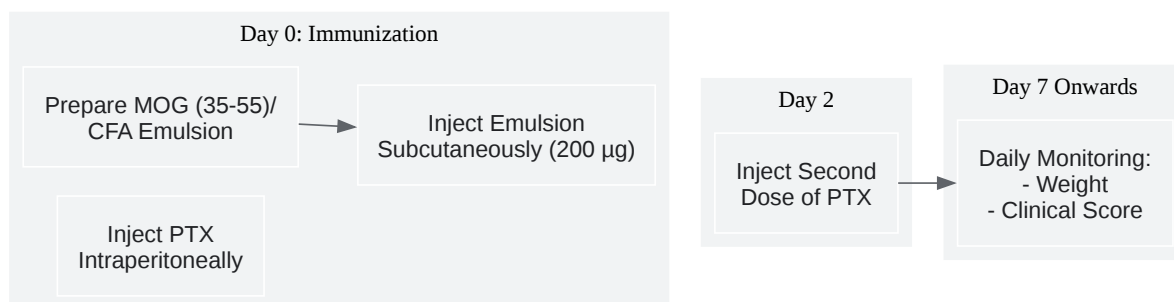 Day 0: Immunization
Prepare MOG (35-55)/
CFA Emulsion
Inject Emulsion
Subcutaneously (200 µg)
Inject PTX
Intraperitoneally
Day 2
Inject Second
Dose of PTX
Day 7 Onwards
Daily Monitoring:
- Weight
- Clinical Score